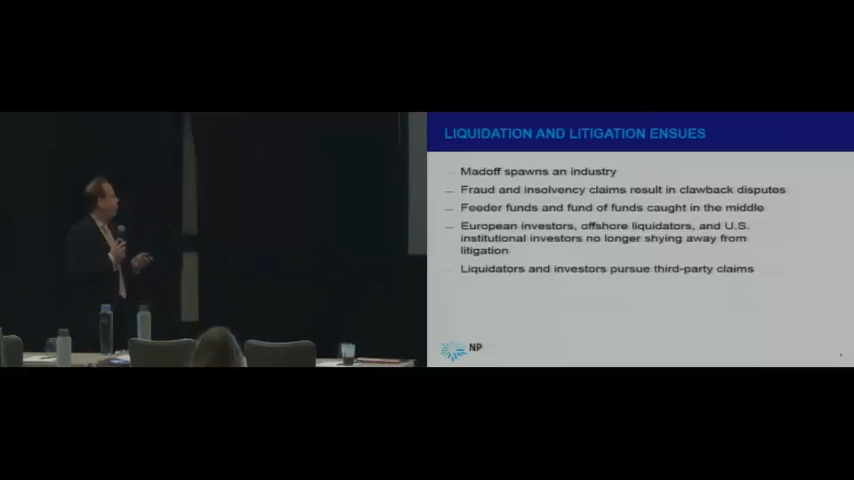 LIQUIDATION AND LITIGATION ENSUES
Madoff spawns an industry
Fraud and insolvency claims result in clawback disputes
Feeder funds and fund of funds caught in the middle
European investors, offshore liquidators, and U.S.
institutional investors no longer shying away from
litigation
Liquidators and investors pursue third-party claims
NP